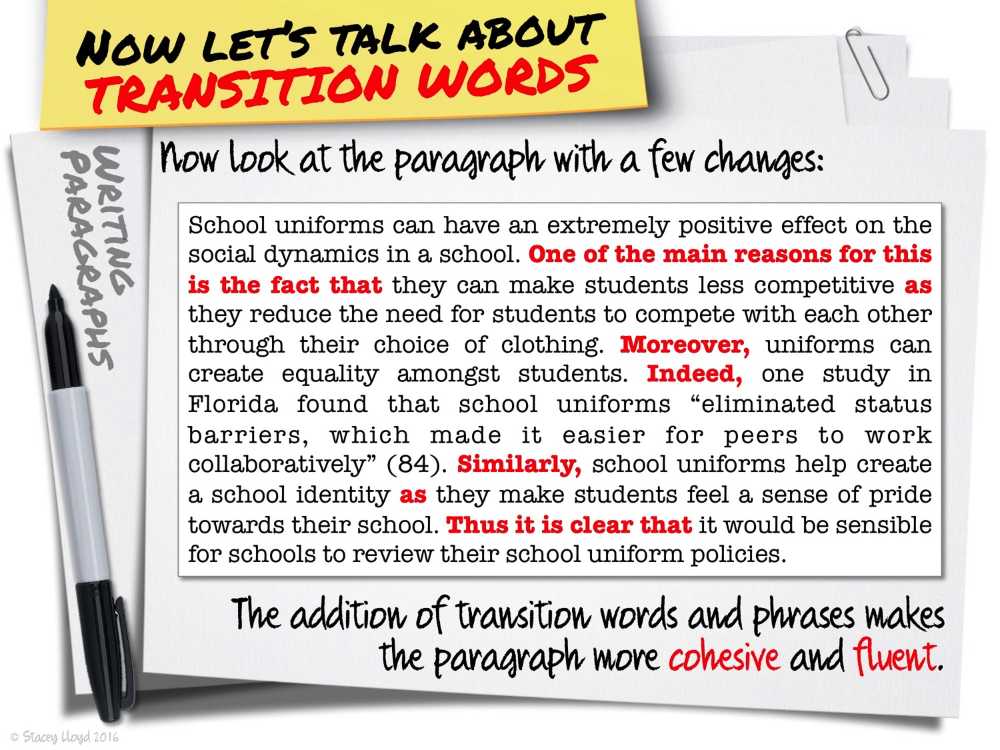 NOW LET'S TALK ABOUT
TRANSITION WORDS
WRITING
PARAGRAPHS
Now look at the paragraph with a few changes:
School uniforms can have an extremely positive effect on the
social dynamics in a school. One of the main reasons for this
is the fact that they can make students less competitive as
they reduce the need for students to compete with each other
through their choice of clothing. Moreover, uniforms can
create equality amongst students. Indeed, one study in
Florida found that school uniforms “eliminated status
barriers, which made it easier for peers to work
collaboratively” (84). Similarly, school uniforms help create
a school identity as they make students feel a sense of pride
towards their school. Thus it is clear that it would be sensible
for schools to review their school uniform policies.
The addition of transition words and phrases makes
the paragraph more cohesive and fluent.
© Stacey Lloyd 2016